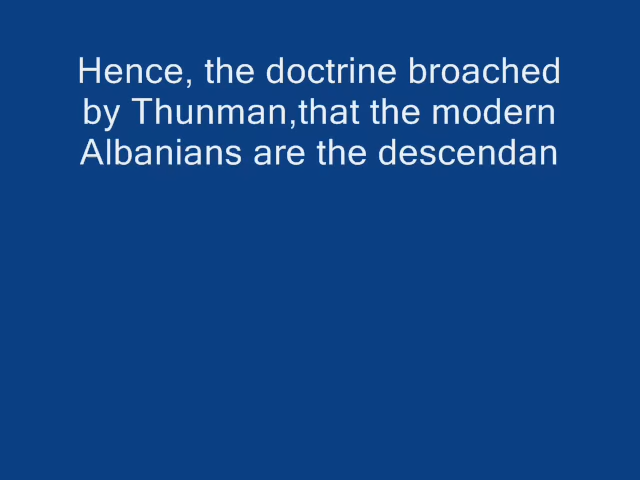 Hence, the doctrine broached
by Thunman,that the modern
Albanians are the descendan